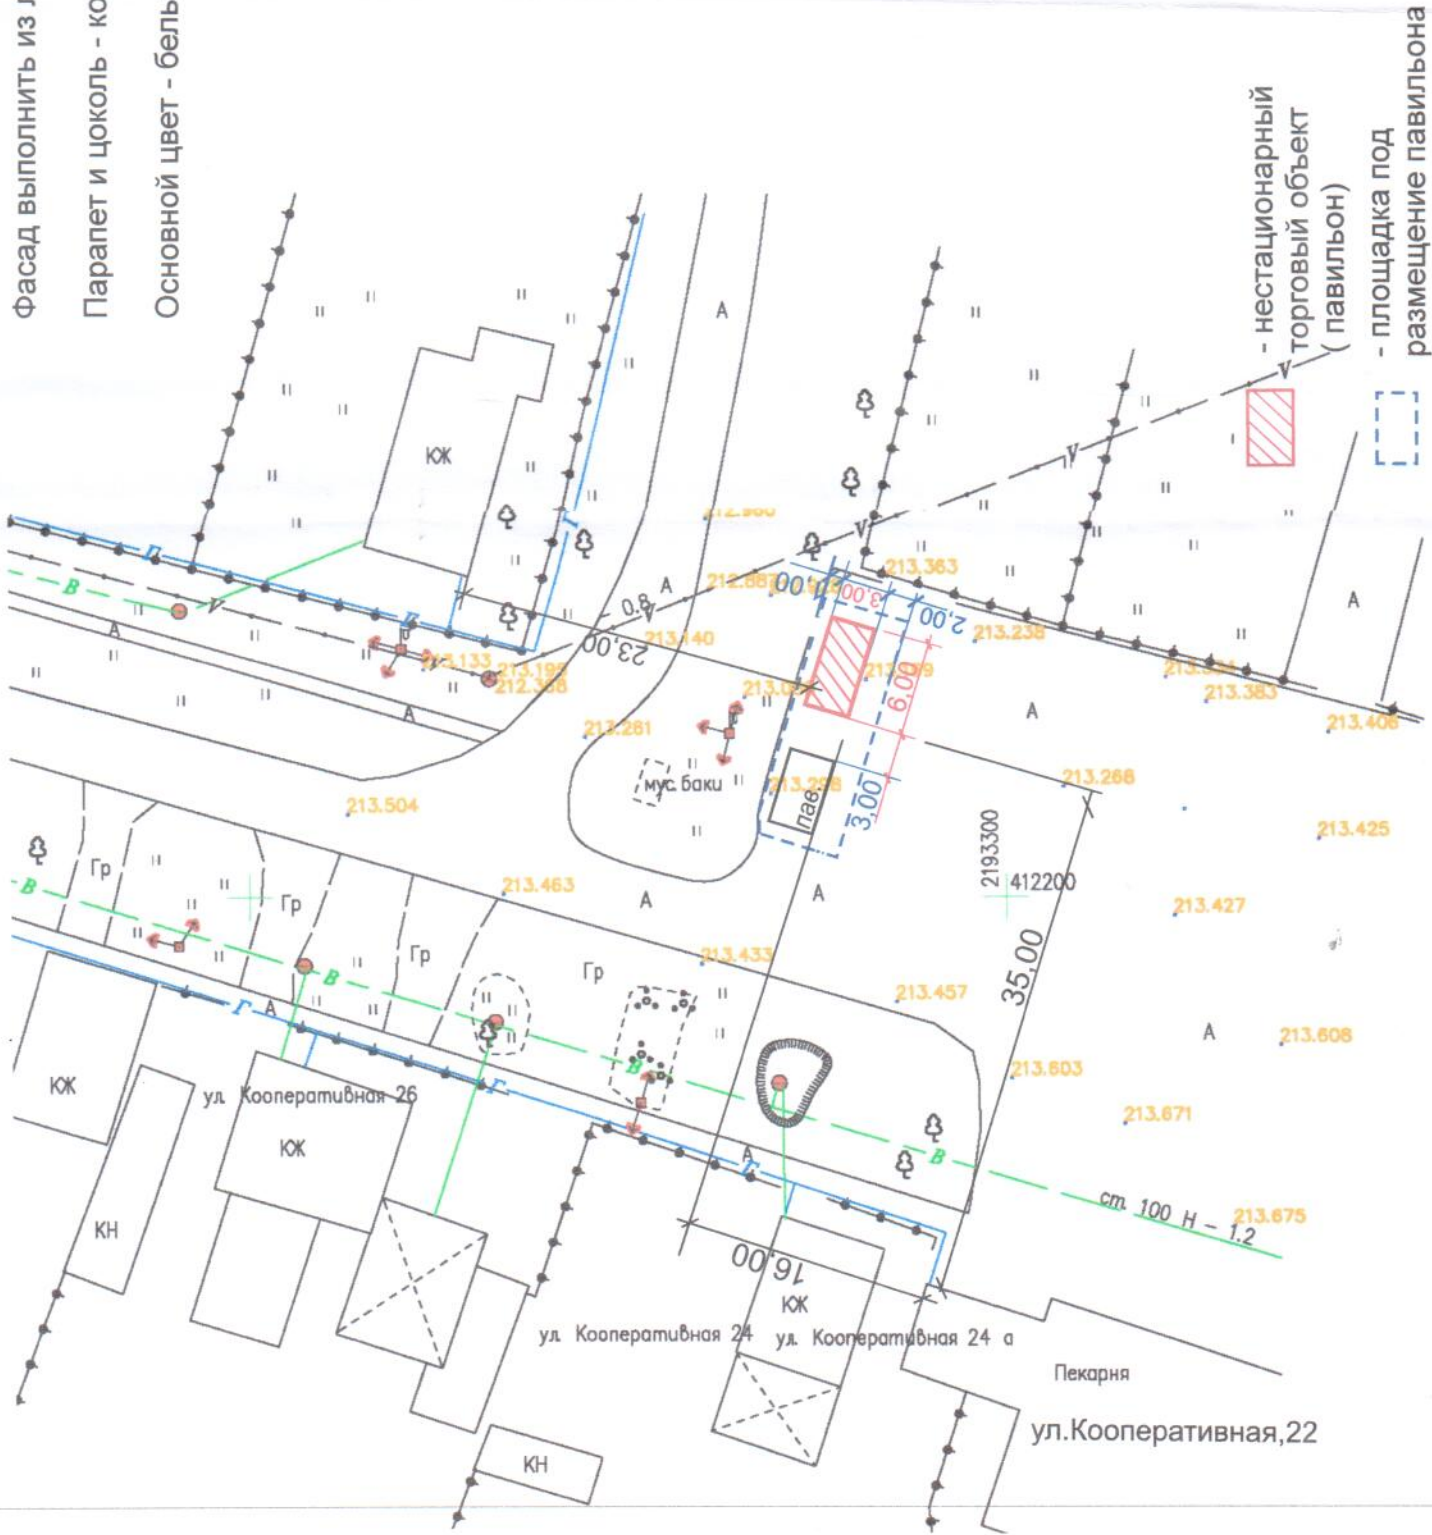 Фасад выполнить из
Парапет и цоколь -
Основной цвет -
- нестационарный
торговый объект
( павильон)
- площадка под
размещение павильона
А
КЖ
Г
В
V
А
8.0
А
213.363
3,00
2,00
213.238
213.140
23,00
213.133
213.195
6,00
213.383
213.406
А
А
А
213.261
213.268
мус. баки
213.298
пав.
3,00
213.504
213.425
2193300
412200
Гр
Гр
Гр
Гр
213.463
А
А
213.427
213.433
35,00
213.457
А
213.608
213.603
213.671
КЖ
ул. Кооперативная 26
КЖ
КН
В
В
В
В
Г
Г
А
А
ст. 100 Н - 1.2
213.675
16,00
КЖ
ул. Кооперативная 24
ул. Кооперативная 24 а
Пекарня
ул.Кооперативная,22
КН